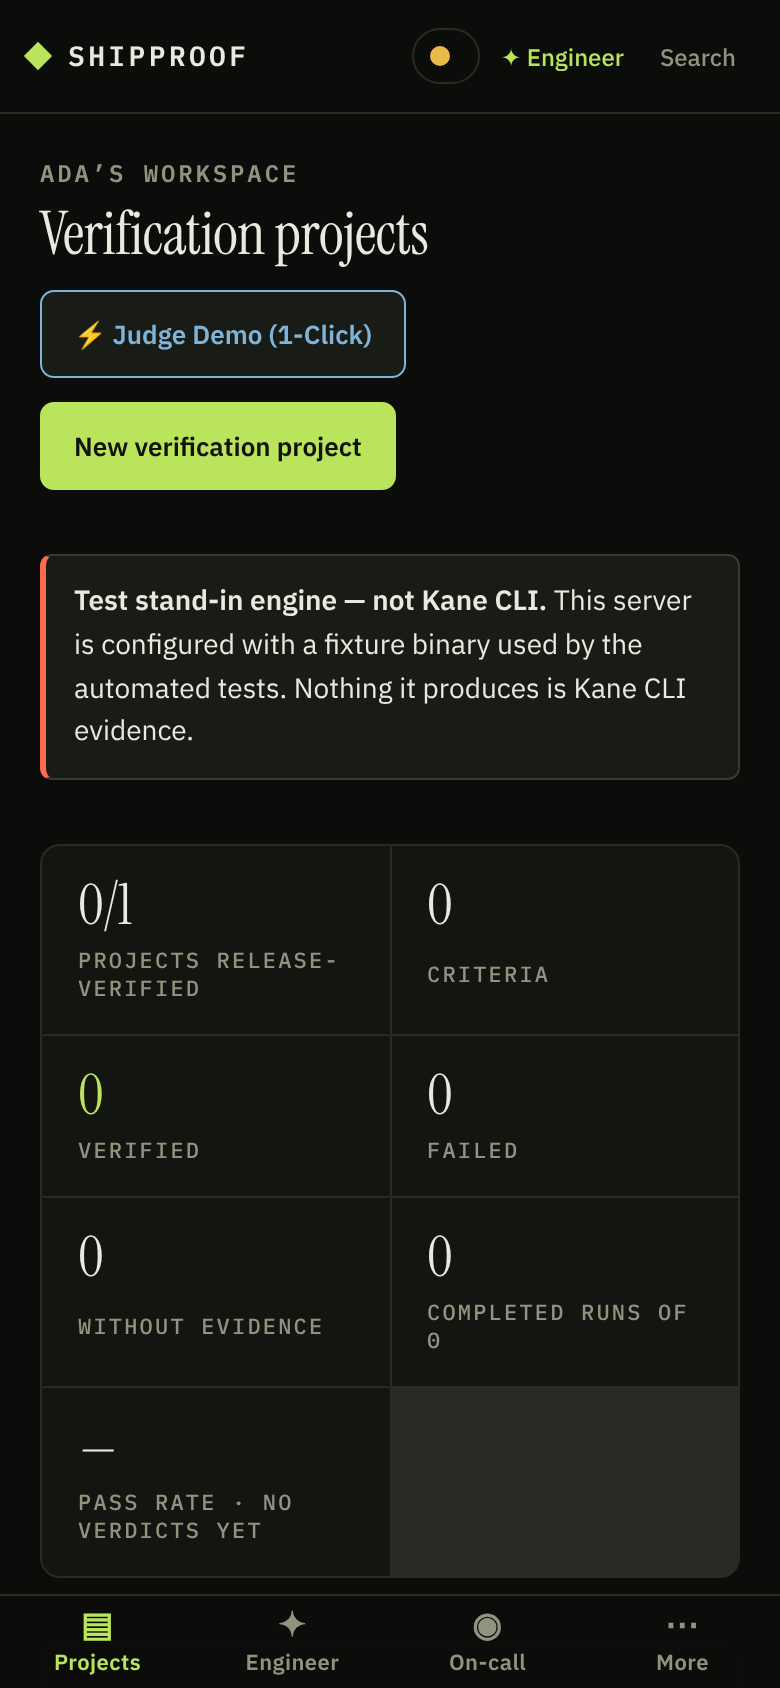 SHIPPROOF
✦ Engineer
Search
ADA’S WORKSPACE
Verification projects
⚡ Judge Demo (1-Click)
New verification project
Test stand-in engine — not Kane CLI. This server
is configured with a fixture binary used by the
automated tests. Nothing it produces is Kane CLI
evidence.
0/1
PROJECTS RELEASE-
VERIFIED
0
CRITERIA
0
VERIFIED
0
FAILED
0
WITHOUT EVIDENCE
0
COMPLETED RUNS OF
0
—
PASS RATE · NO
VERDICTS YET
Projects
Engineer
On-call
More